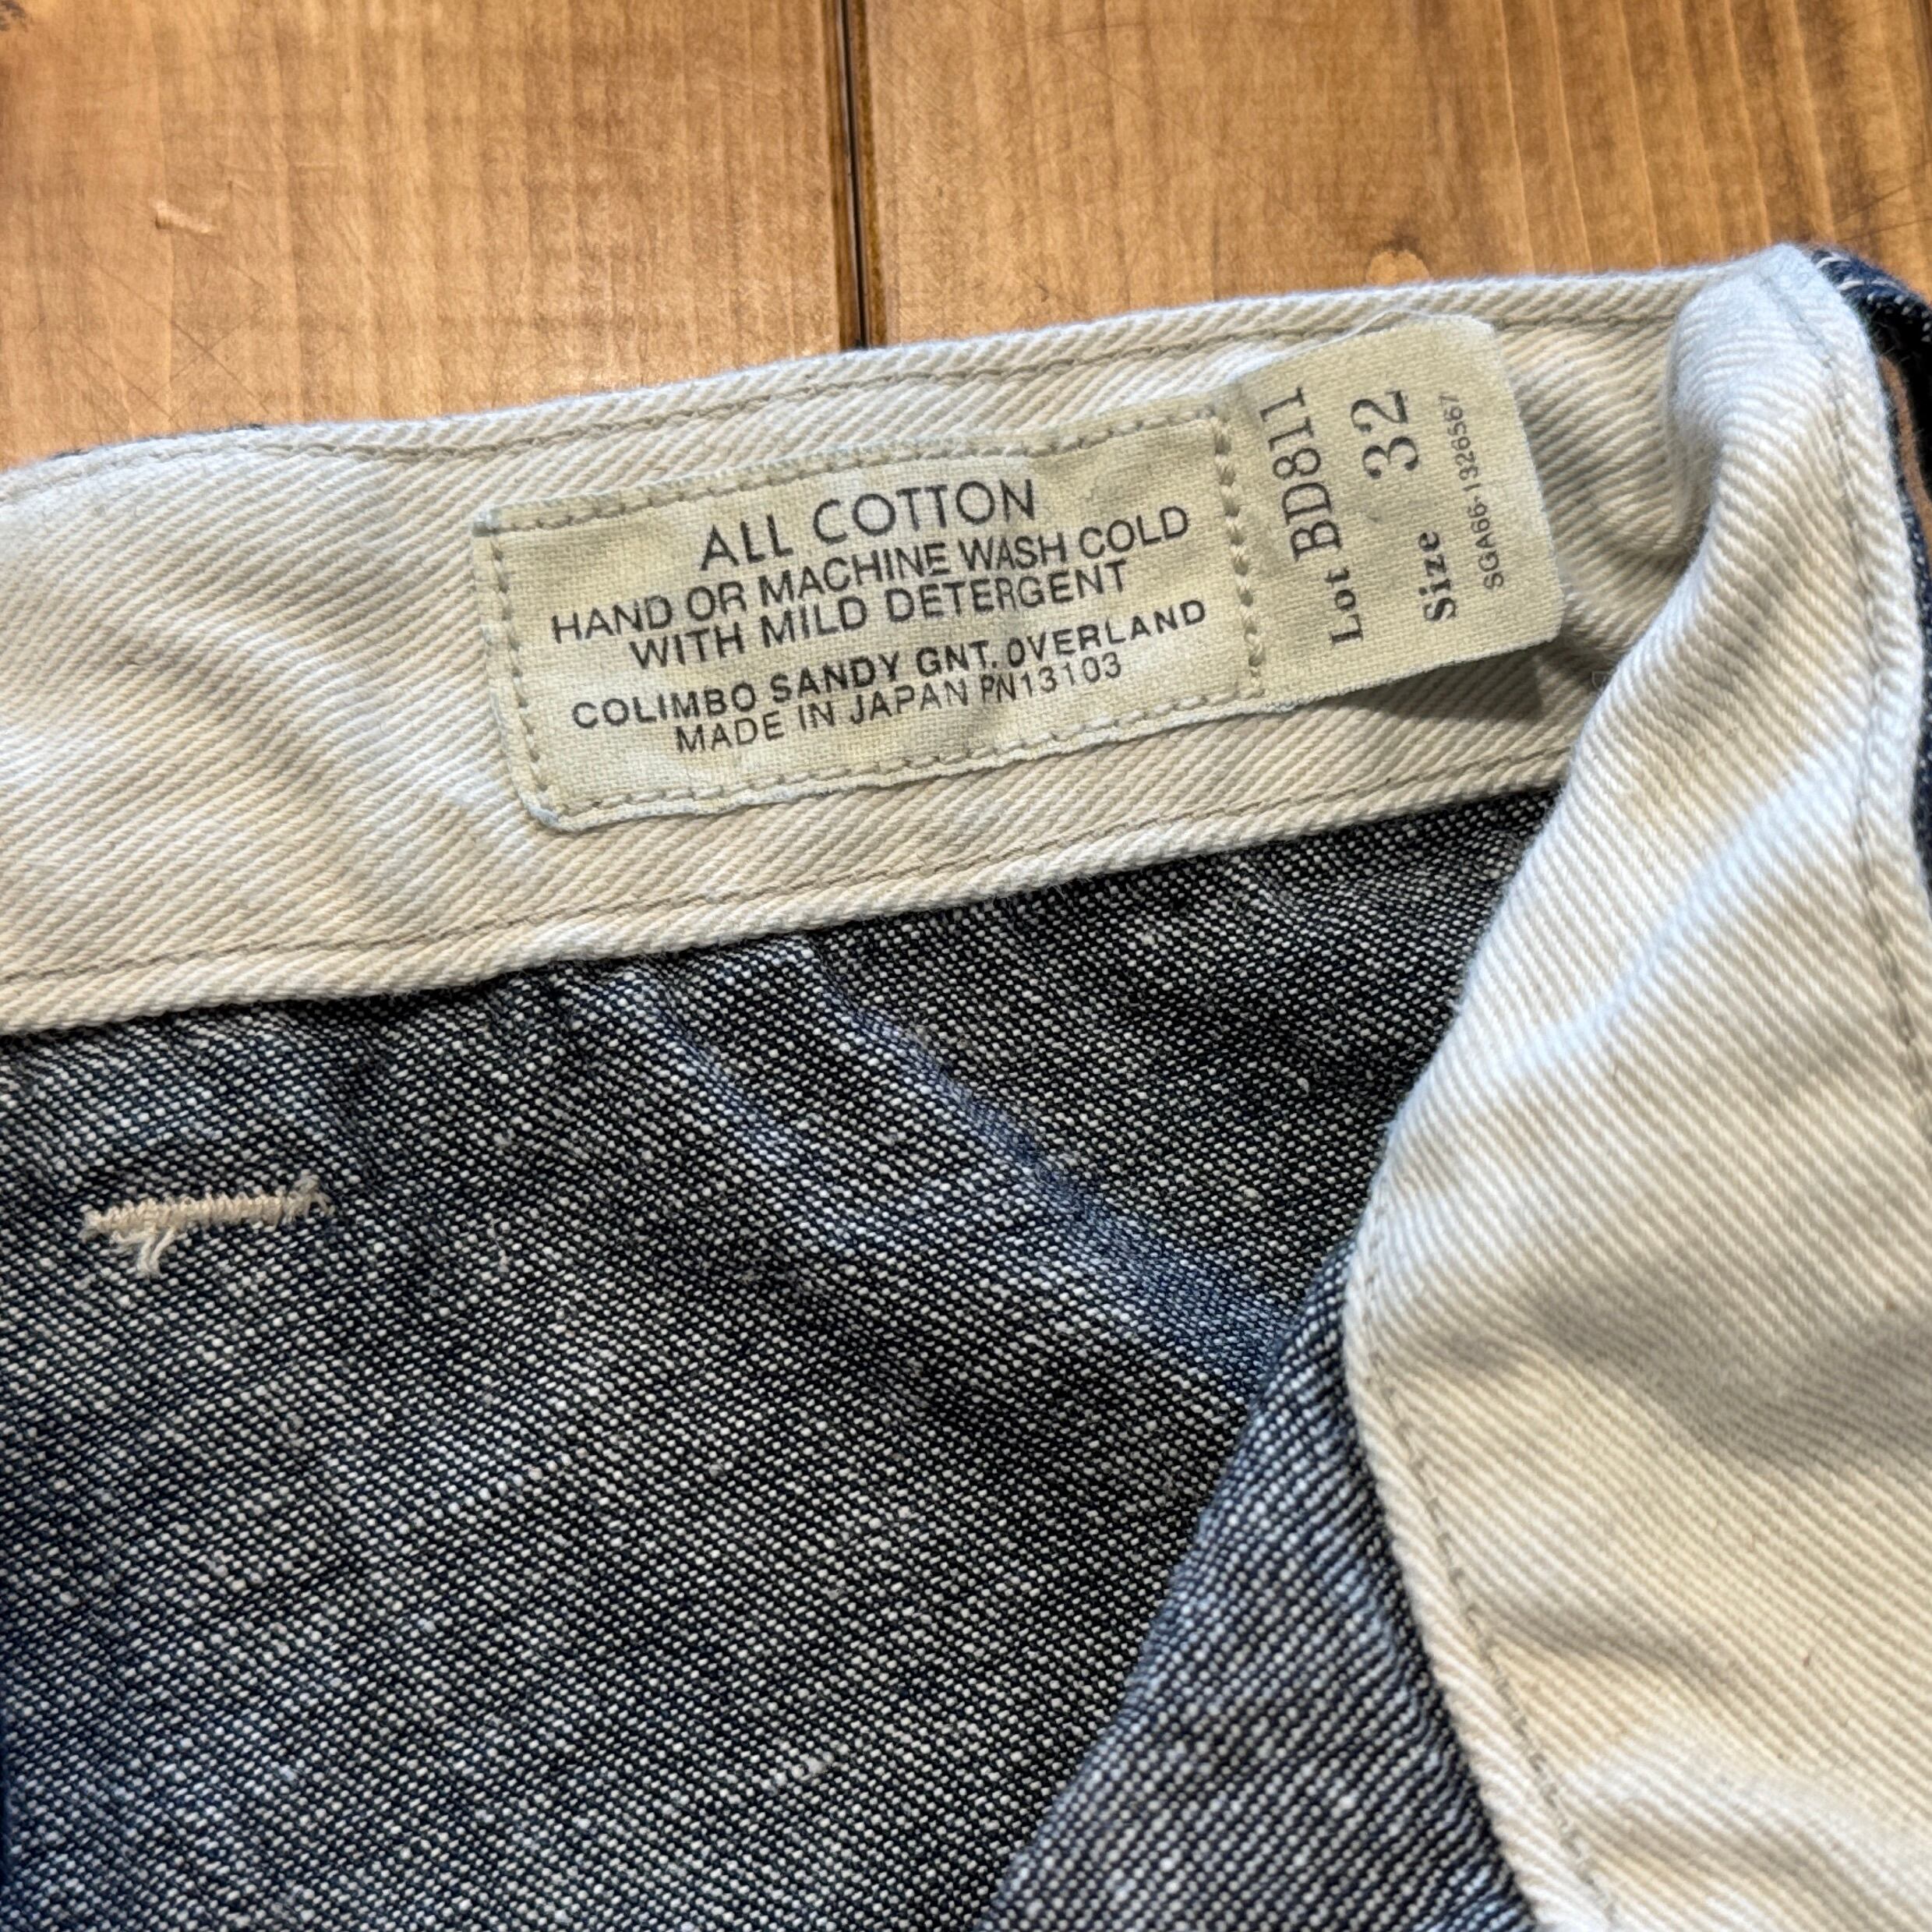 ALL COTTON
HAND OR MACHINE WASH COLD
WITH MILD DETERGENT
COLIMBO SANDY GNT. OVERLAND
MADE IN JAPAN PN13103
Lot BD811
Size 32
SGA66-1326567